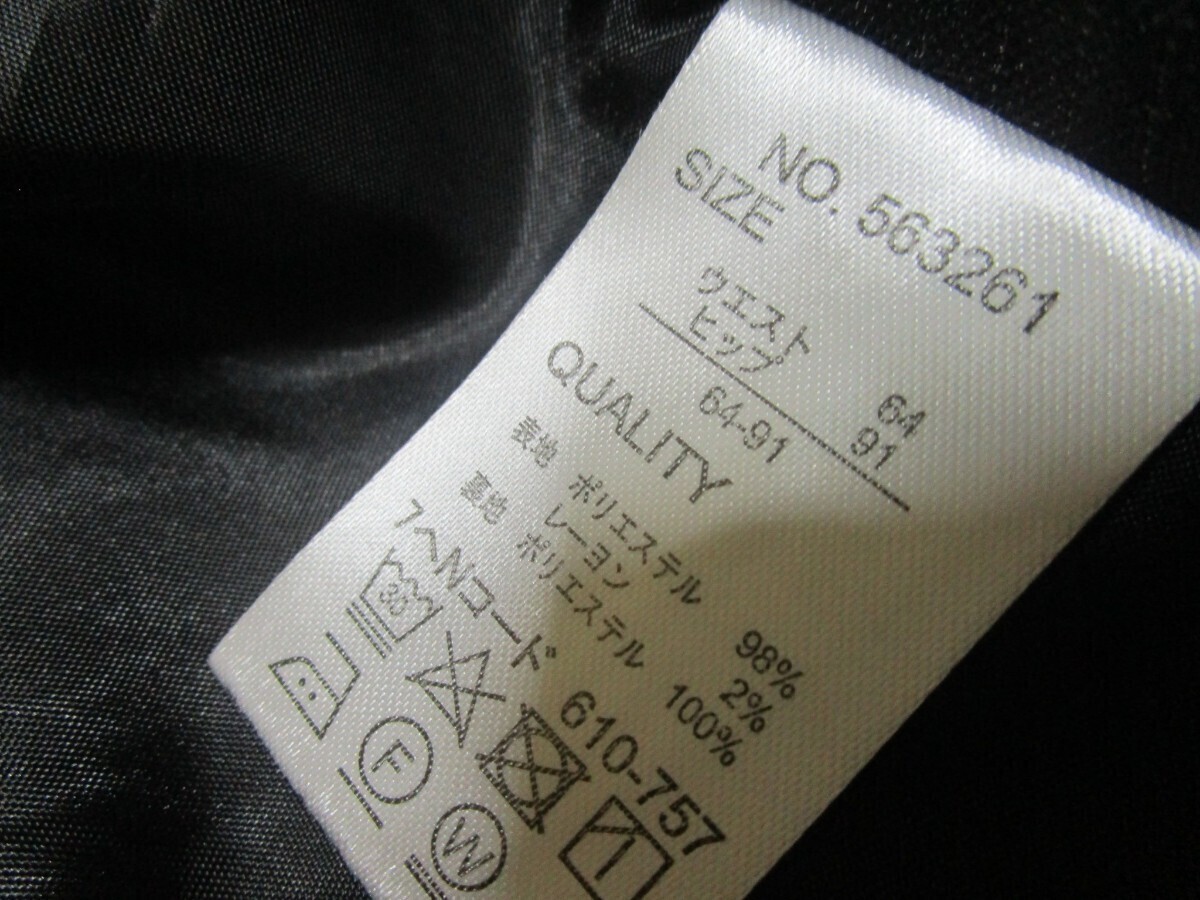 NO. 563261
SIZE
ウエスト 64
ヒップ 91
64-91
QUALITY
表地 ポリエステル 98%
レーヨン 2%
裏地 ポリエステル 100%
アヘNコード 610-757
30
F
W